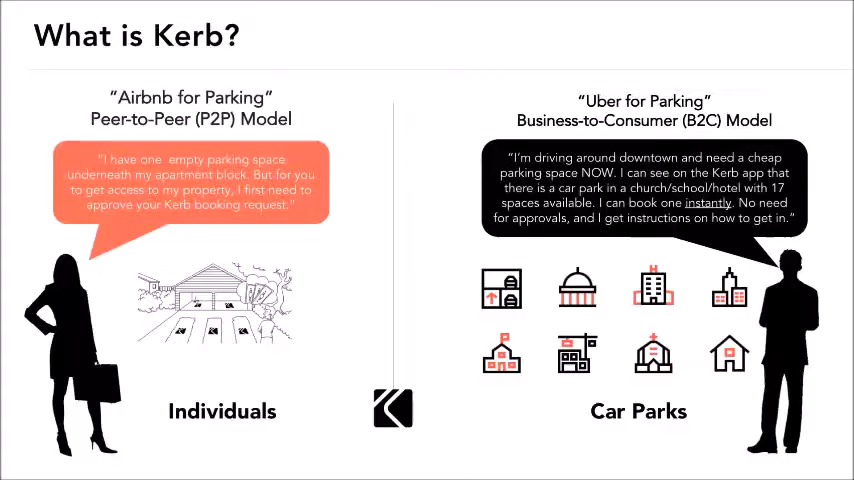 What is Kerb?
“Airbnb for Parking”
Peer-to-Peer (P2P) Model
“I have one empty parking space
underneath my apartment block. But for you
to get access to my property, I first need to
approve your Kerb booking request.”
Individuals
“Uber for Parking”
Business-to-Consumer (B2C) Model
“I’m driving around downtown and need a cheap
parking space NOW. I can see on the Kerb app that
there is a car park in a church/school/hotel with 17
spaces available. I can book one instantly. No need
for approvals, and I get instructions on how to get in.”
H
Car Parks